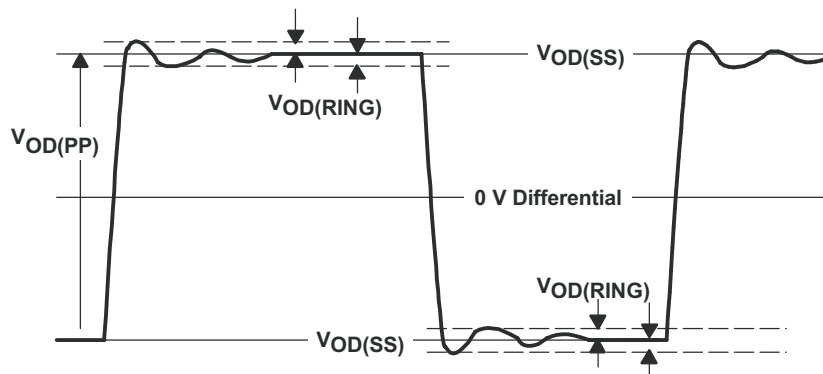 VOD(SS)
VOD(RING)
VOD(PP)
0 V Differential
VOD(RING)
VOD(SS)